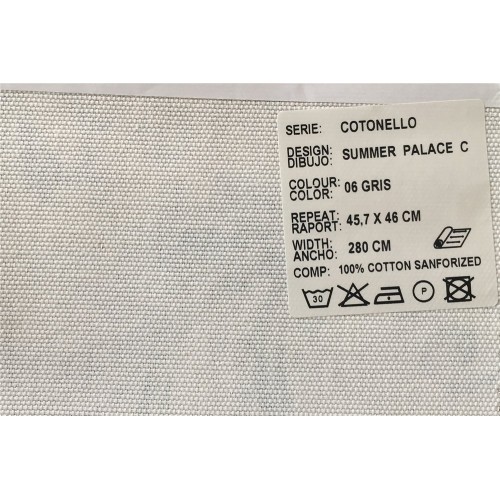 SERIE: COTONELLO
DESIGN:
DIBUJO: SUMMER PALACE C
COLOUR:
COLOR: 06 GRIS
REPEAT:
RAPORT: 45,7 X 46 CM
WIDTH:
ANCHO: 280 CM
COMP: 100% COTTON SANFORIZED
30 P